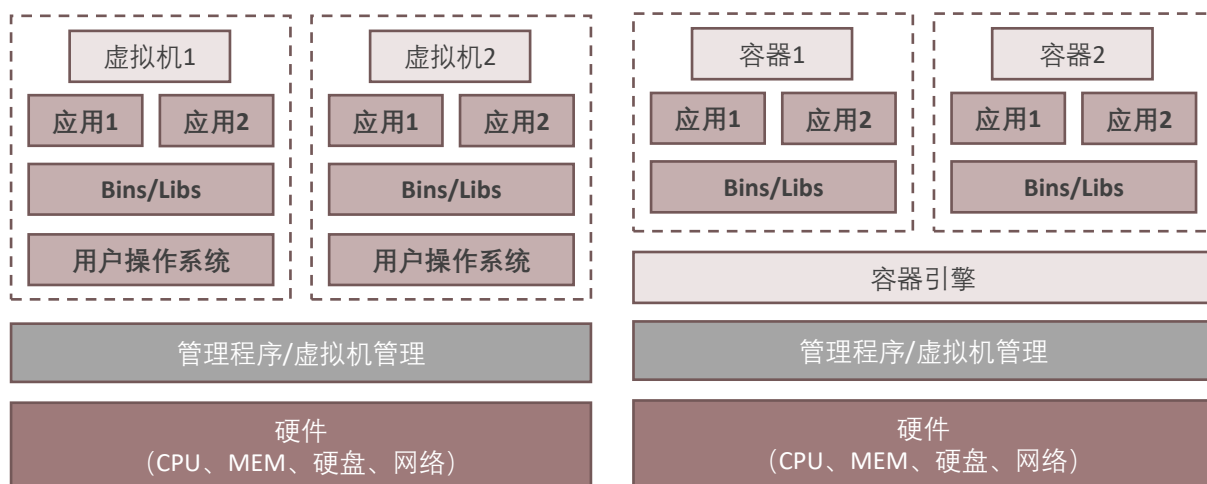 虚拟机1
应用1
应用2
Bins/Libs
用户操作系统
虚拟机2
应用1
应用2
Bins/Libs
用户操作系统
管理程序/虚拟机管理
硬件
（CPU、MEM、硬盘、网络）
容器1
应用1
应用2
Bins/Libs
容器2
应用1
应用2
Bins/Libs
容器引擎
管理程序/虚拟机管理
硬件
（CPU、MEM、硬盘、网络）